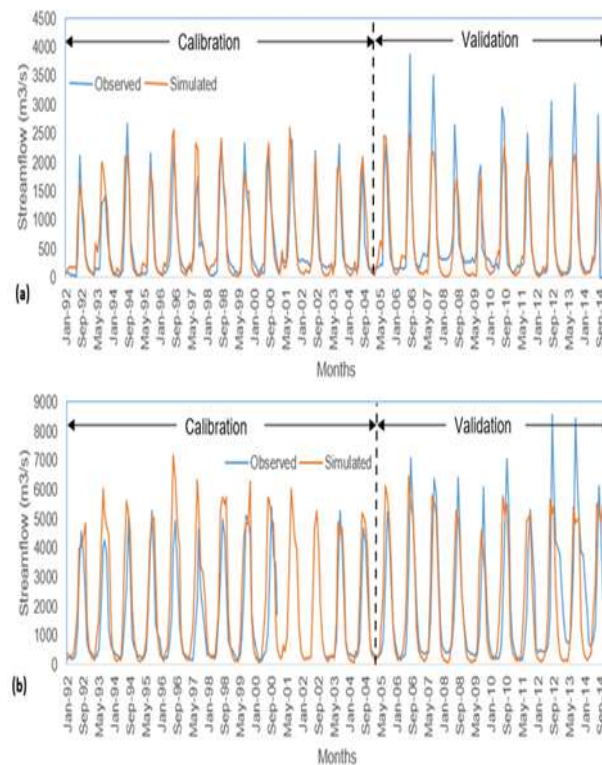 4500
4000
3500
3000
2500
2000
1500
1000
500
0
Streamflow (m3/s)
Calibration
Validation
Observed Simulated
(a)
Jan-92 Sep-92 May-93 Jan-94 Sep-94 May-95 Jan-96 Sep-96 May-97 Jan-98 Sep-98 May-99 Jan-00 Sep-00 May-01 Jan-02 Sep-02 May-03 Jan-04 Sep-04 May-05 Jan-06 Sep-06 May-07 Jan-08 Sep-08 May-09 Jan-10 Sep-10 May-11 Jan-12 Sep-12 May-13 Jan-14 Sep-14
Months
9000
8000
7000
6000
5000
4000
3000
2000
1000
0
Streamflow (m3/s)
Calibration
Validation
Observed Simulated
(b)
Jan-92 Sep-92 May-93 Jan-94 Sep-94 May-95 Jan-96 Sep-96 May-97 Jan-98 Sep-98 May-99 Jan-00 Sep-00 May-01 Jan-02 Sep-02 May-03 Jan-04 Sep-04 May-05 Jan-06 Sep-06 May-07 Jan-08 Sep-08 May-09 Jan-10 Sep-10 May-11 Jan-12 Sep-12 May-13 Jan-14 Sep-14
Months